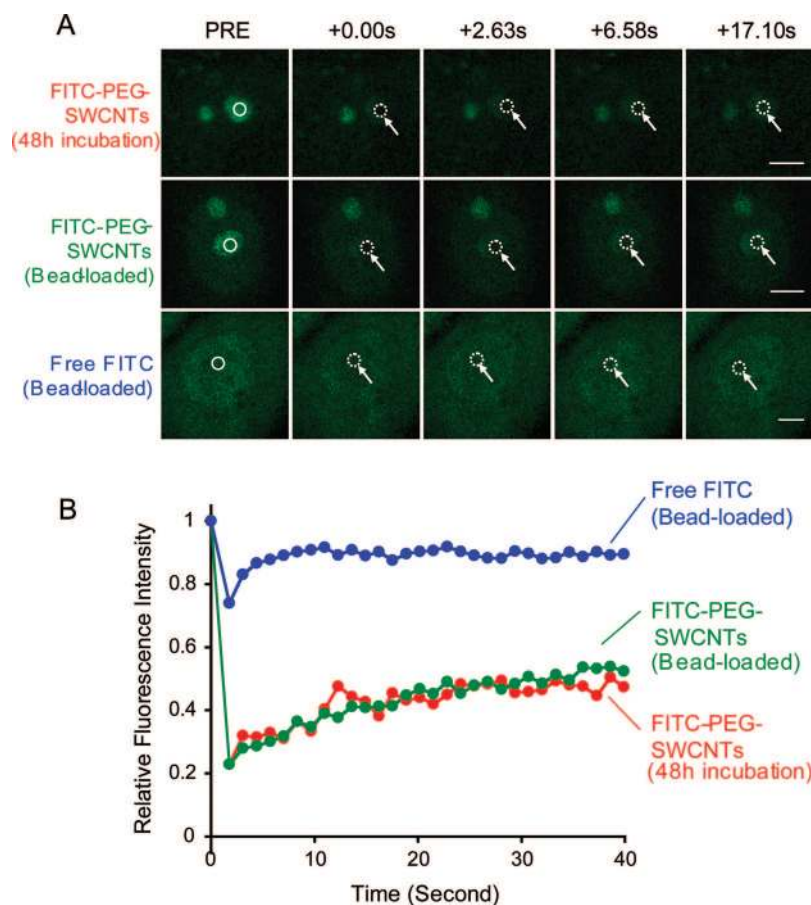 A
PRE
+0.00s
+2.63s
+6.58s
+17.10s
FITC-PEG-
SWCNTs
(48h incubation)
FITC-PEG-
SWCNTs
(Bead-loaded)
Free FITC
(Bead-loaded)
B
Relative Fluorescence Intensity
1
0.8
0.6
0.4
0.2
0
0
10
20
30
40
Time (Second)
Free FITC
(Bead-loaded)
FITC-PEG-
SWCNTs
(Bead-loaded)
FITC-PEG-
SWCNTs
(48h incubation)